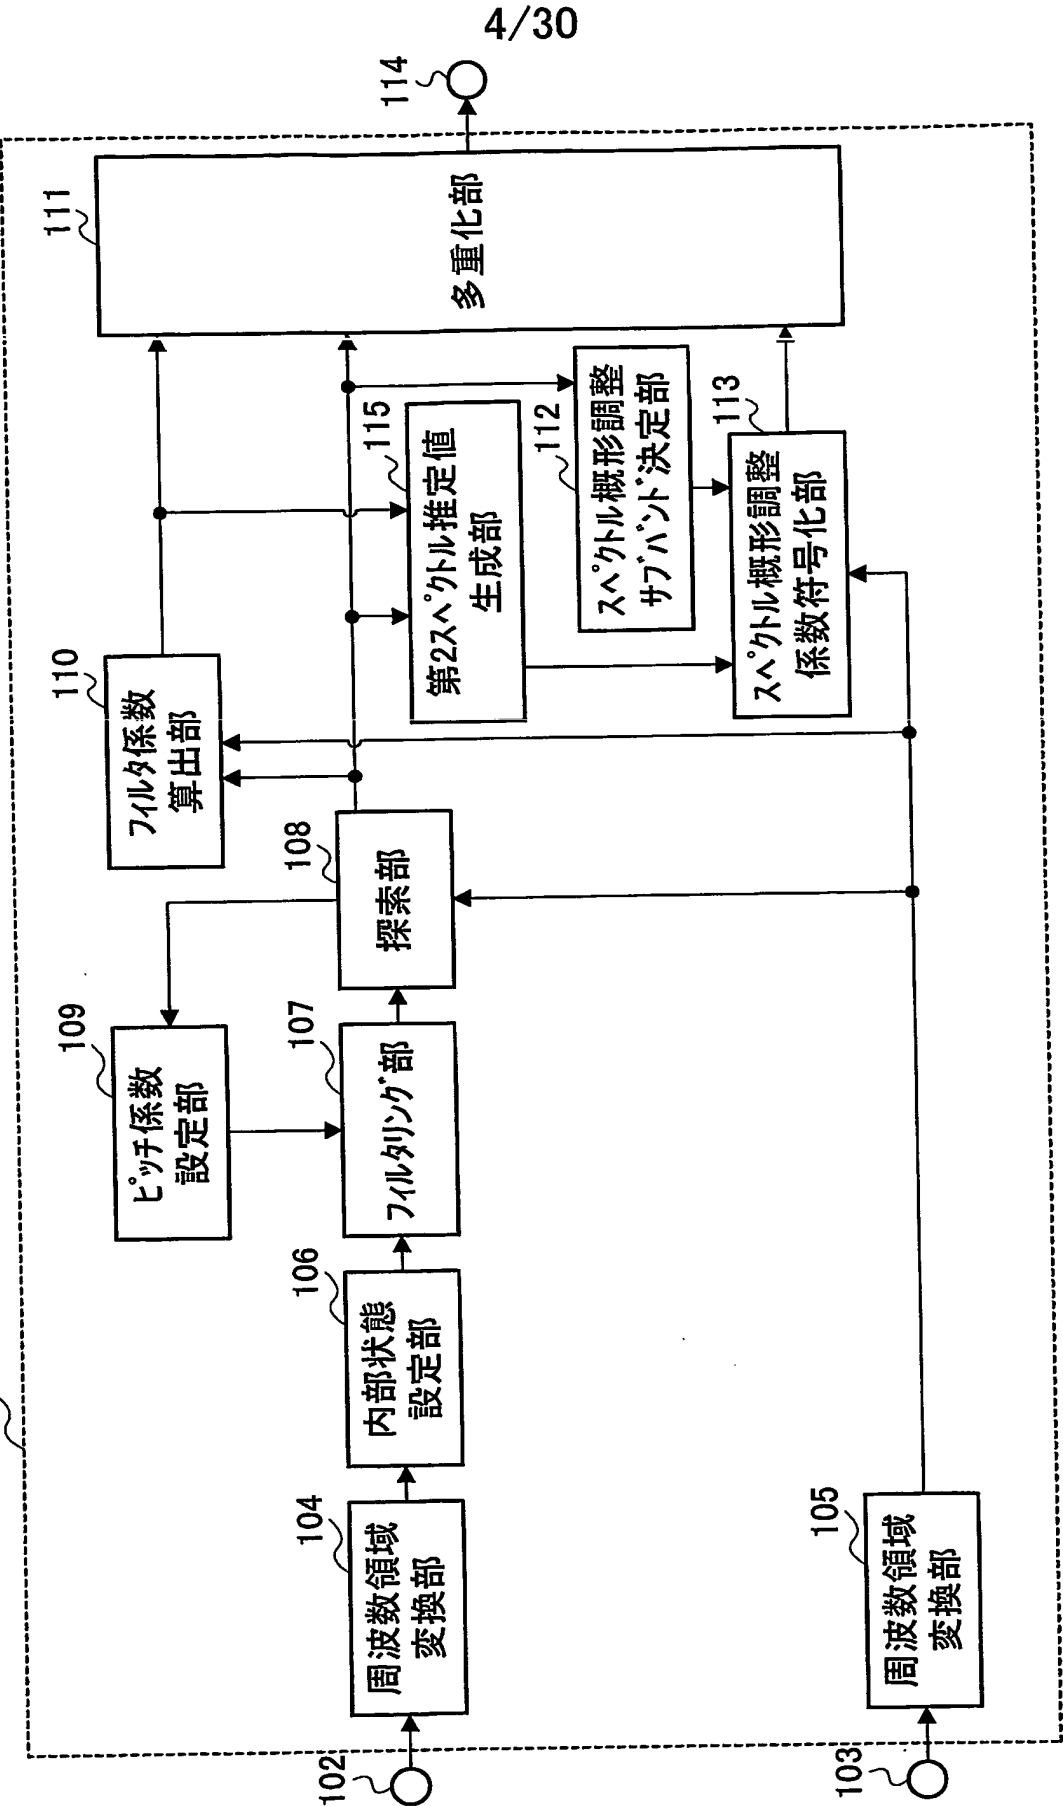 4/30
102
周波数領域
変換部
104
内部状態
設定部
106
フィルタリング部
107
ピッチ係数
設定部
109
探索部
108
フィルタ係数
算出部
110
第2スペクトル推定値
生成部
115
スペクトル概形調整
サブバンド決定部
112
スペクトル概形調整
係数符号化部
113
多重化部
111
114
103
周波数領域
変換部
105